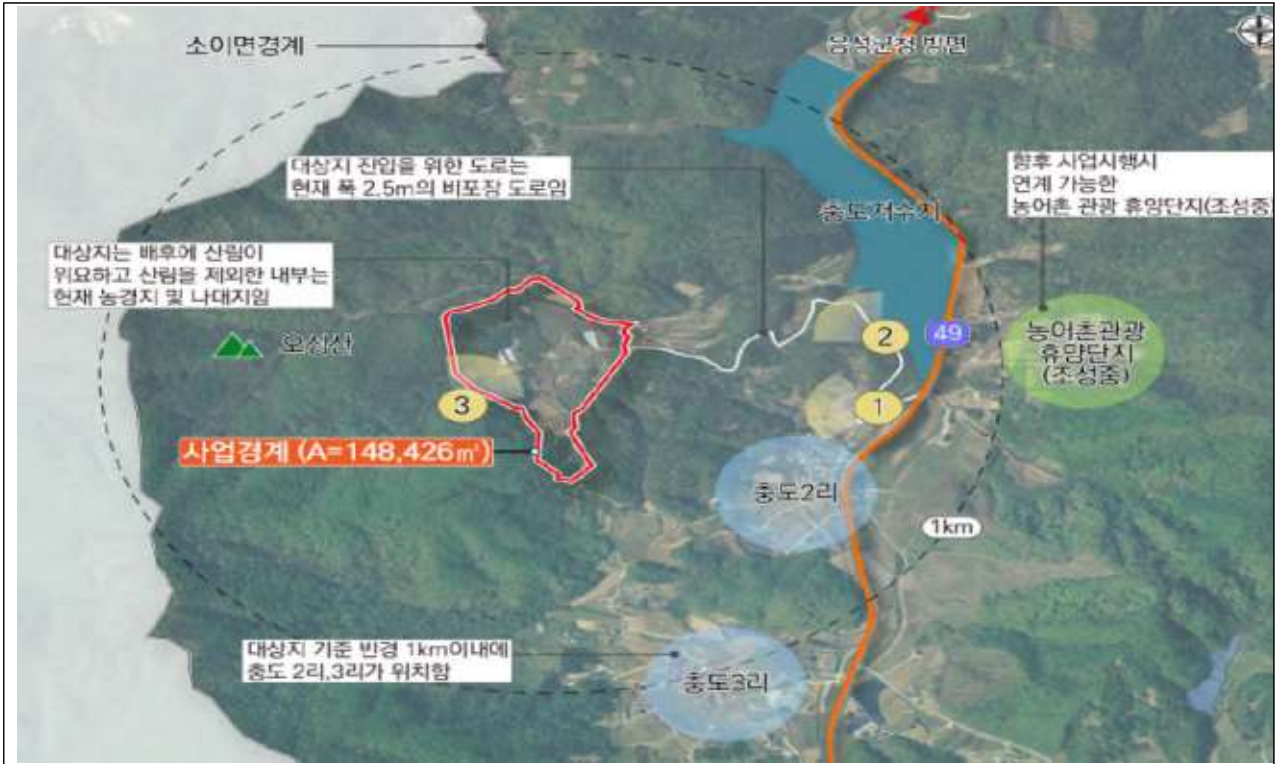 소이면경계
음성군청 방면
대상지 진입을 위한 도로는
현재 폭 2.5m의 비포장 도로임
향후 사업시행시
연계 가능한
농어촌 관광 휴양단지(조성중)
충도저수지
대상지는 배후에 산림이
위요하고 산림을 제외한 내부는
현재 농경지 및 나대지임
오성산
2
49
농어촌관광
휴양단지
(조성중)
3
1
사업경계 (A=148,426㎡)
충도2리
1km
대상지 기준 반경 1km이내에
충도 2리,3리가 위치함
충도3리